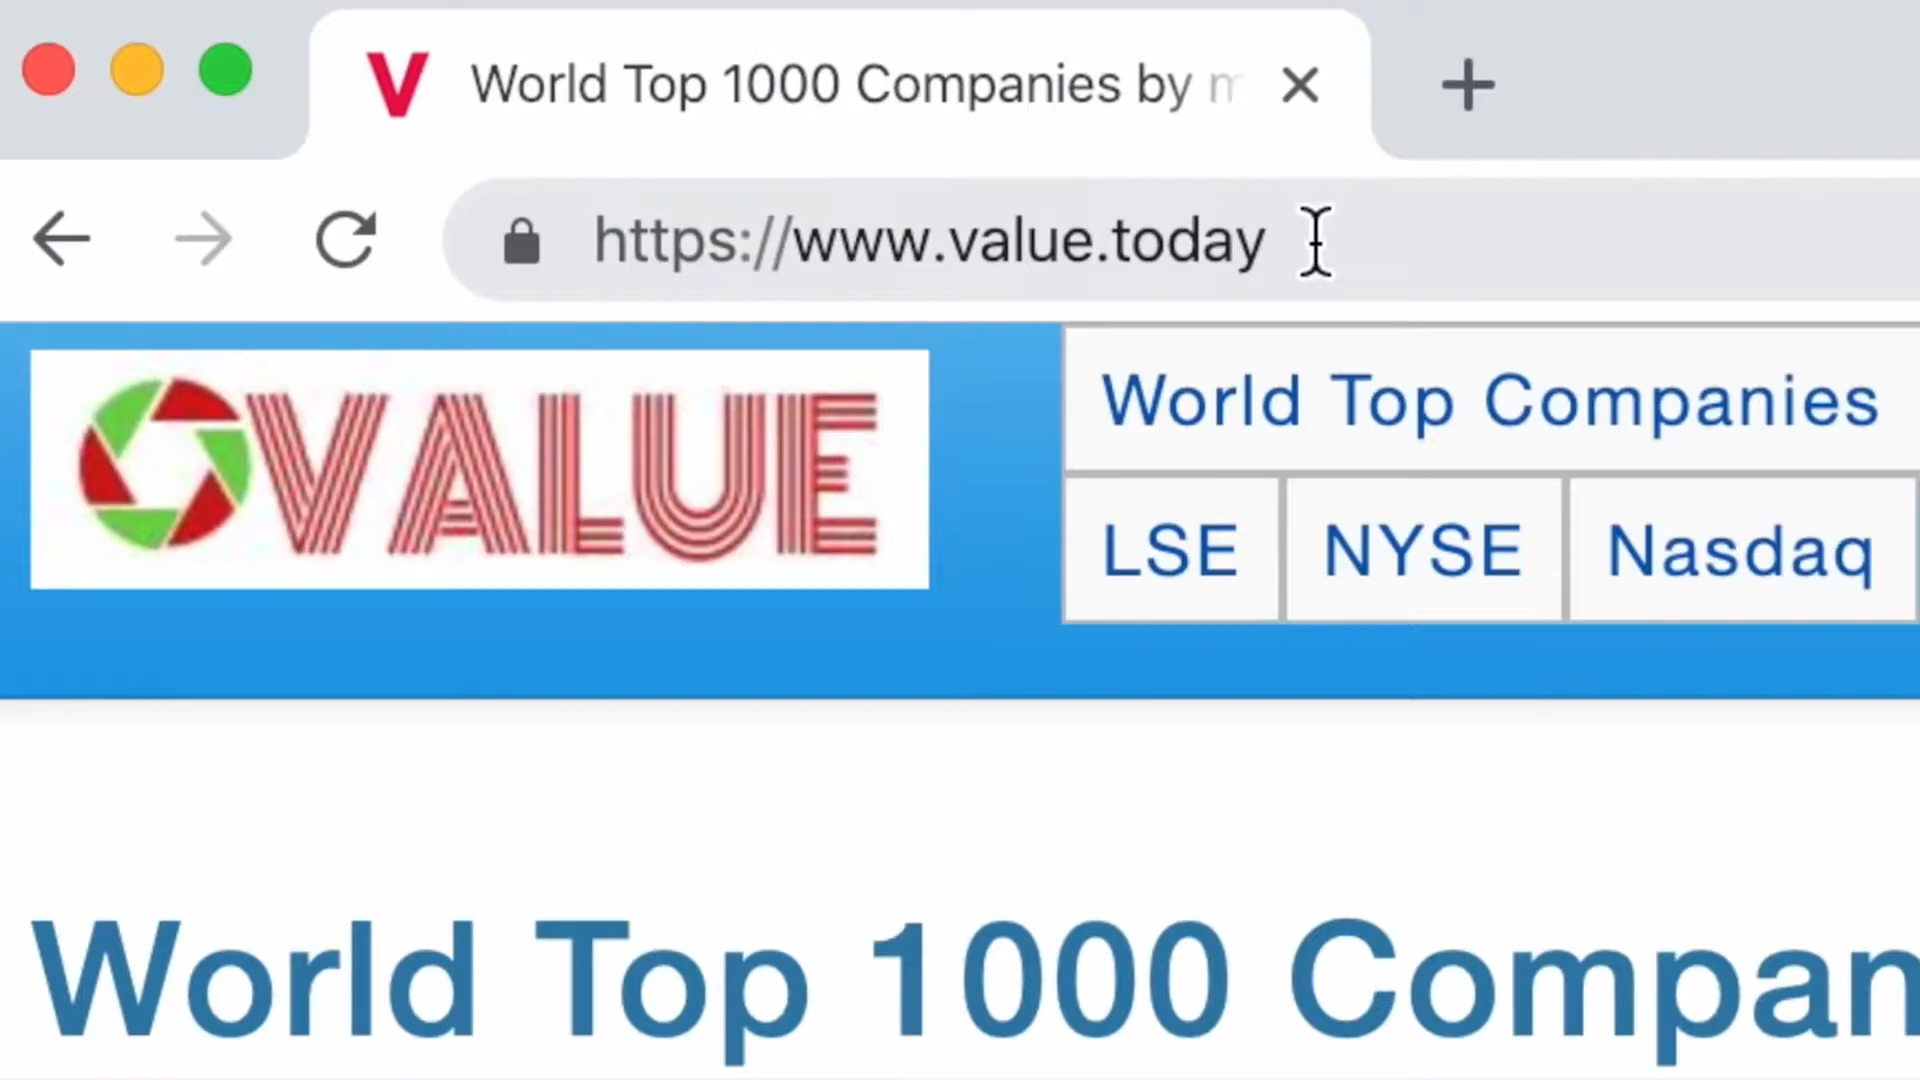 World Top 1000 Companies by m
https://www.value.today
VALUE
World Top Companies
LSE NYSE Nasdaq
World Top 1000 Compan